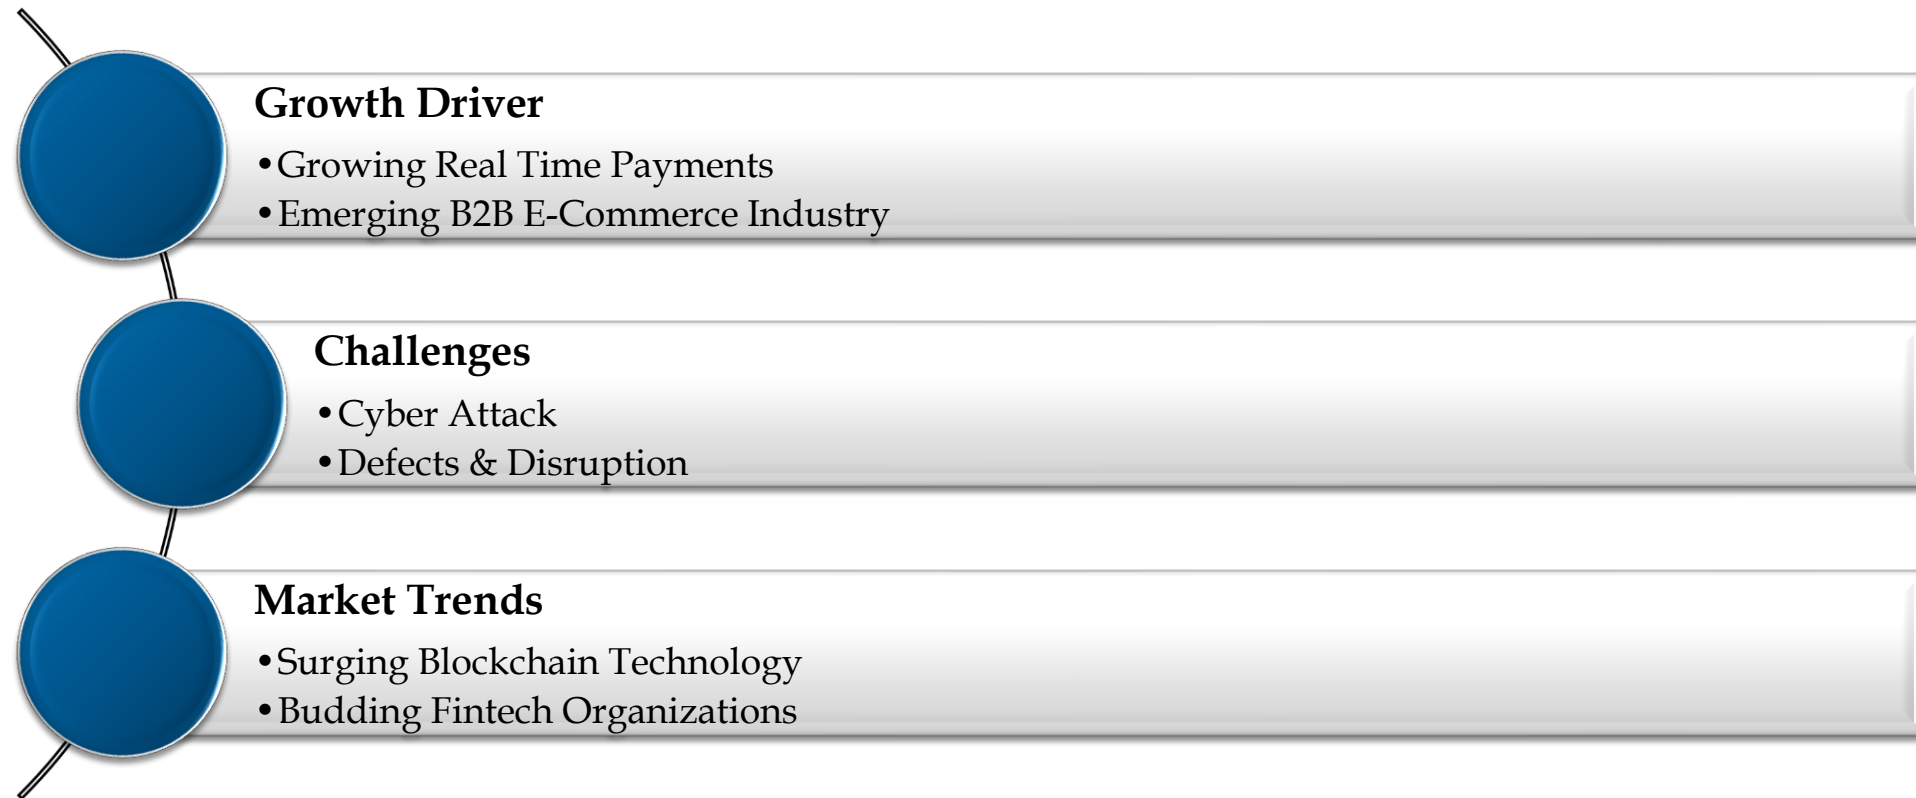 Growth Driver
•Growing Real Time Payments
•Emerging B2B E-Commerce Industry
Challenges
•Cyber Attack
•Defects & Disruption
Market Trends
•Surging Blockchain Technology
•Budding Fintech Organizations